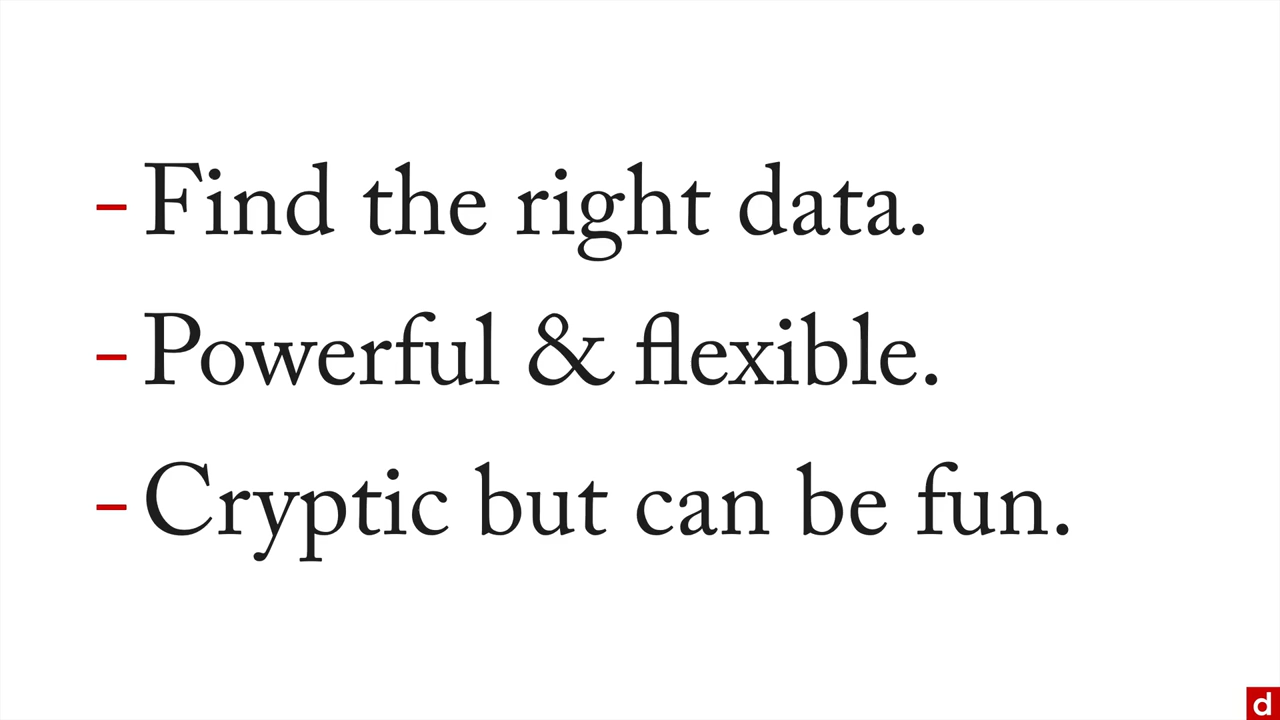 - Find the right data.
- Powerful & flexible.
- Cryptic but can be fun.
d